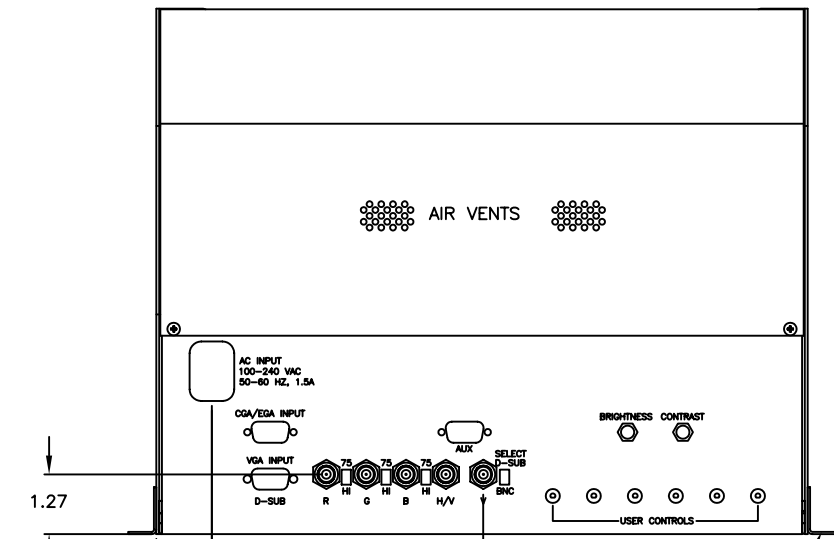 AIR VENTS
AC INPUT
100-240 VAC
50-60 HZ, 1.5A
CGA/EGA INPUT
AUX
BRIGHTNESS CONTRAST
VGA INPUT
D-SUB
75
75
75
SELECT
D-SUB
HI
HI
HI
BNC
R
G
B
H/V
V
1.27
USER CONTROLS